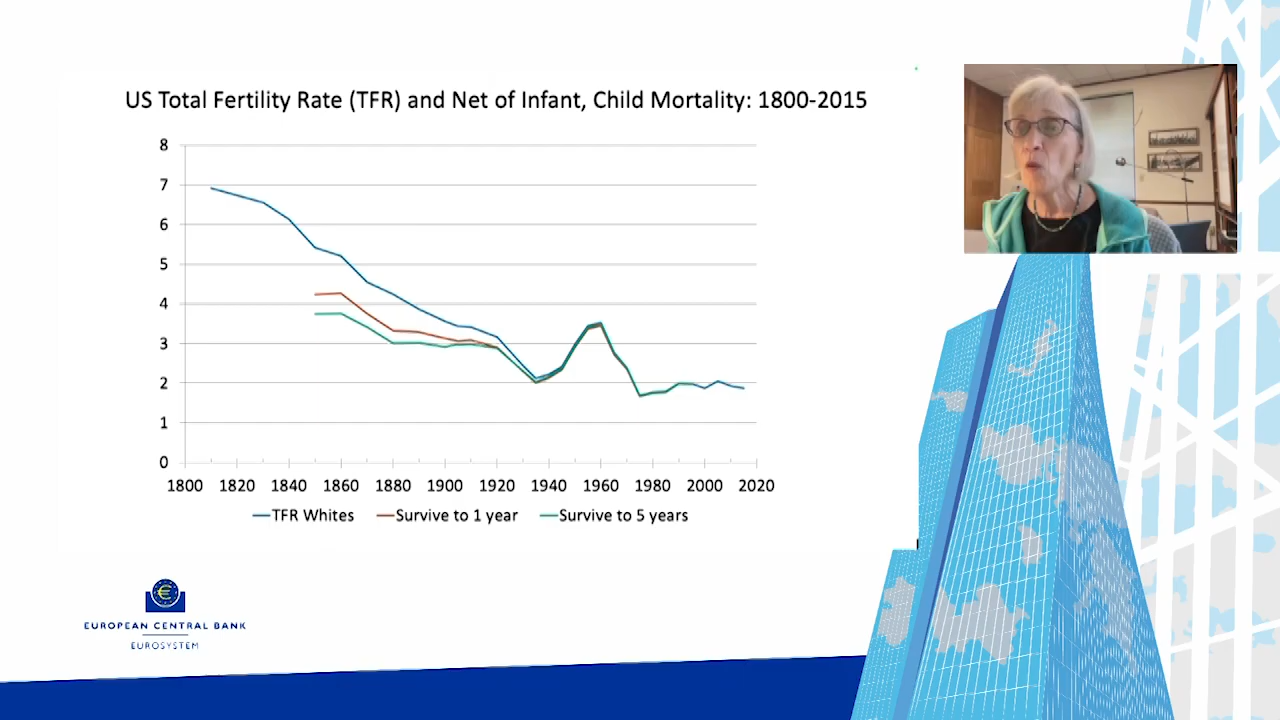 US Total Fertility Rate (TFR) and Net of Infant, Child Mortality: 1800-2015
8
7
6
5
4
3
2
1
0
1800 1820 1840 1860 1880 1900 1920 1940 1960 1980 2000 2020
TFR Whites Survive to 1 year Survive to 5 years
EUROPEAN CENTRAL BANK
EUROSYSTEM